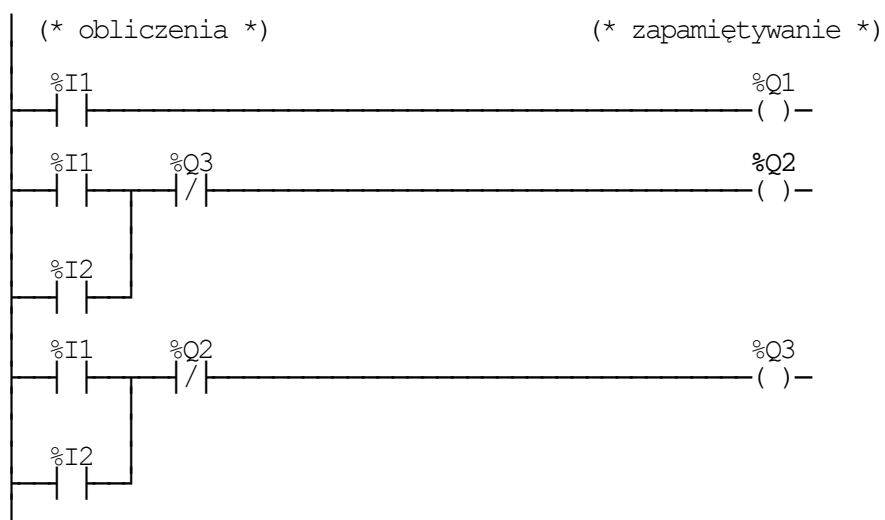 (* obliczenia *) (* zapamiętywanie *)
%I1 %Q1
( )
%I1 %Q3 %Q2
/ ( )
%I2
%I1 %Q2 %Q3
/ ( )
%I2